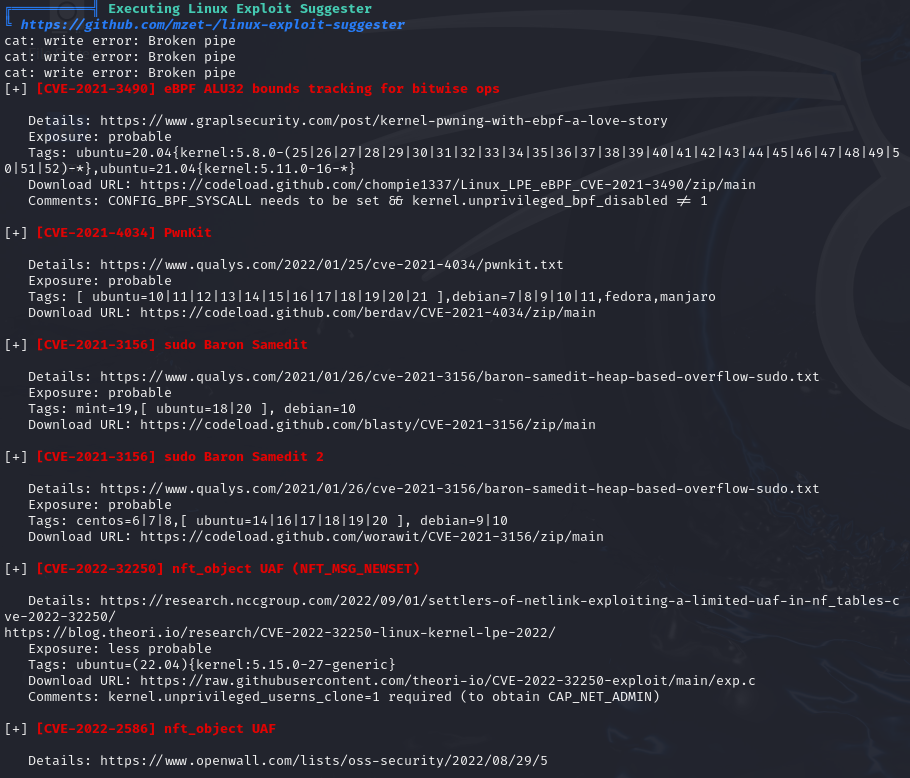 ╔══════════╣ Executing Linux Exploit Suggester
╚ https://github.com/mzet-/linux-exploit-suggester
cat: write error: Broken pipe
cat: write error: Broken pipe
cat: write error: Broken pipe
[+] [CVE-2021-3490] eBPF ALU32 bounds tracking for bitwise ops
Details: https://www.graplsecurity.com/post/kernel-pwning-with-ebpf-a-love-story
Exposure: probable
Tags: ubuntu=20.04{kernel:5.8.0-(25|26|27|28|29|30|31|32|33|34|35|36|37|38|39|40|41|42|43|44|45|46|47|48|49|5
0|51|52)-*},ubuntu=21.04{kernel:5.11.0-16-*}
Download URL: https://codeload.github.com/chompie1337/Linux_LPE_eBPF_CVE-2021-3490/zip/main
Comments: CONFIG_BPF_SYSCALL needs to be set && kernel.unprivileged_bpf_disabled != 1
[+] [CVE-2021-4034] PwnKit
Details: https://www.qualys.com/2022/01/25/cve-2021-4034/pwnkit.txt
Exposure: probable
Tags: [ ubuntu=10|11|12|13|14|15|16|17|18|19|20|21 ],debian=7|8|9|10|11,fedora,manjaro
Download URL: https://codeload.github.com/berdav/CVE-2021-4034/zip/main
[+] [CVE-2021-3156] sudo Baron Samedit
Details: https://www.qualys.com/2021/01/26/cve-2021-3156/baron-samedit-heap-based-overflow-sudo.txt
Exposure: probable
Tags: mint=19,[ ubuntu=18|20 ], debian=10
Download URL: https://codeload.github.com/blasty/CVE-2021-3156/zip/main
[+] [CVE-2021-3156] sudo Baron Samedit 2
Details: https://www.qualys.com/2021/01/26/cve-2021-3156/baron-samedit-heap-based-overflow-sudo.txt
Exposure: probable
Tags: centos=6|7|8,[ ubuntu=14|16|17|18|19|20 ], debian=9|10
Download URL: https://codeload.github.com/worawit/CVE-2021-3156/zip/main
[+] [CVE-2022-32250] nft_object UAF (NFT_MSG_NEWSET)
Details: https://research.nccgroup.com/2022/09/01/settlers-of-netlink-exploiting-a-limited-uaf-in-nf_tables-c
ve-2022-32250/
https://blog.theori.io/research/CVE-2022-32250-linux-kernel-lpe-2022/
Exposure: less probable
Tags: ubuntu=(22.04){kernel:5.15.0-27-generic}
Download URL: https://raw.githubusercontent.com/theori-io/CVE-2022-32250-exploit/main/exp.c
Comments: kernel.unprivileged_userns_clone=1 required (to obtain CAP_NET_ADMIN)
[+] [CVE-2022-2586] nft_object UAF
Details: https://www.openwall.com/lists/oss-security/2022/08/29/5